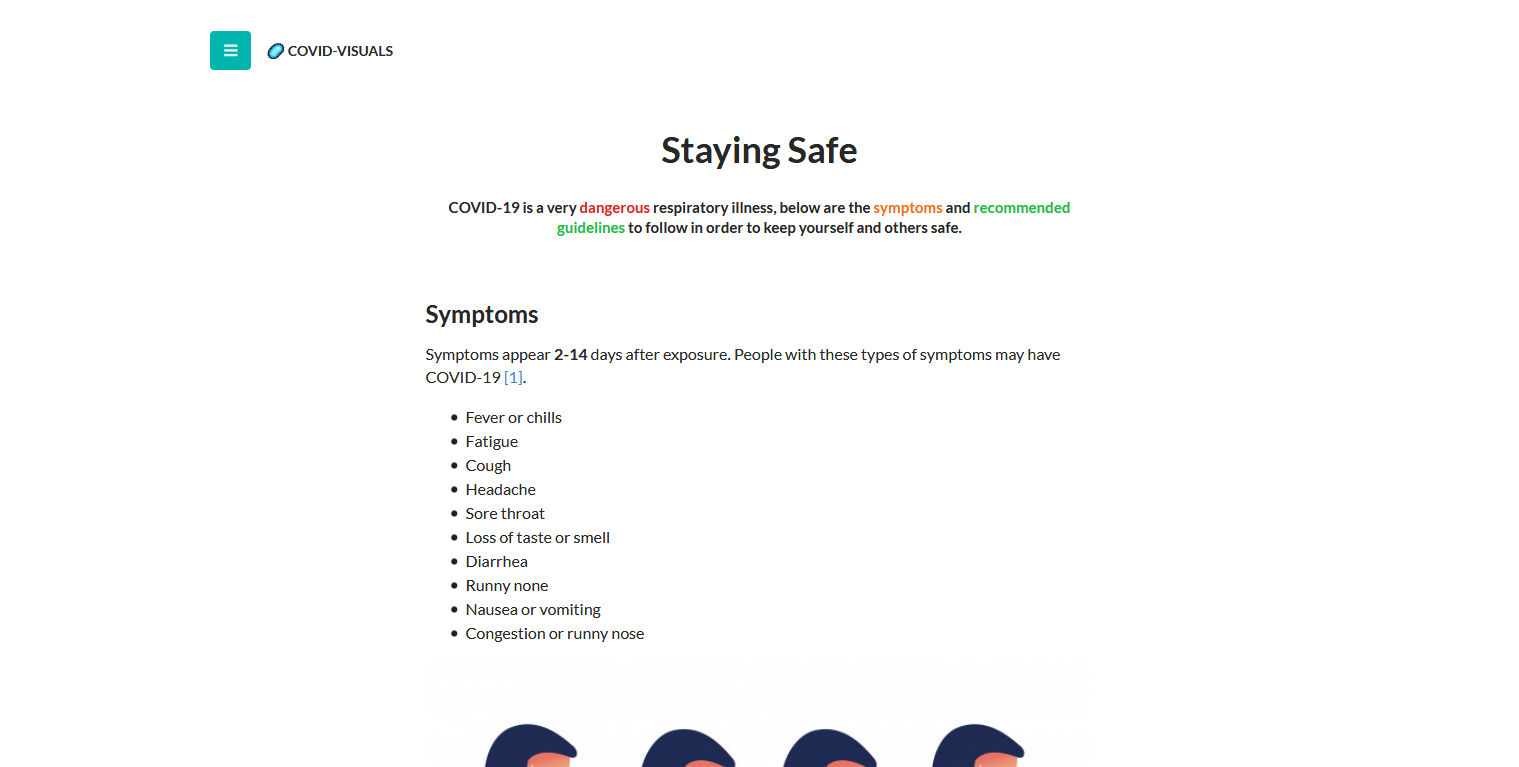 COVID-VISUALS
Staying Safe
COVID-19 is a very dangerous respiratory illness, below are the symptoms and recommended
guidelines to follow in order to keep yourself and others safe.
Symptoms
Symptoms appear 2-14 days after exposure. People with these types of symptoms may have
COVID-19 [1].
Fever or chills
Fatigue
Cough
Headache
Sore throat
Loss of taste or smell
Diarrhea
Runny none
Nausea or vomiting
Congestion or runny nose